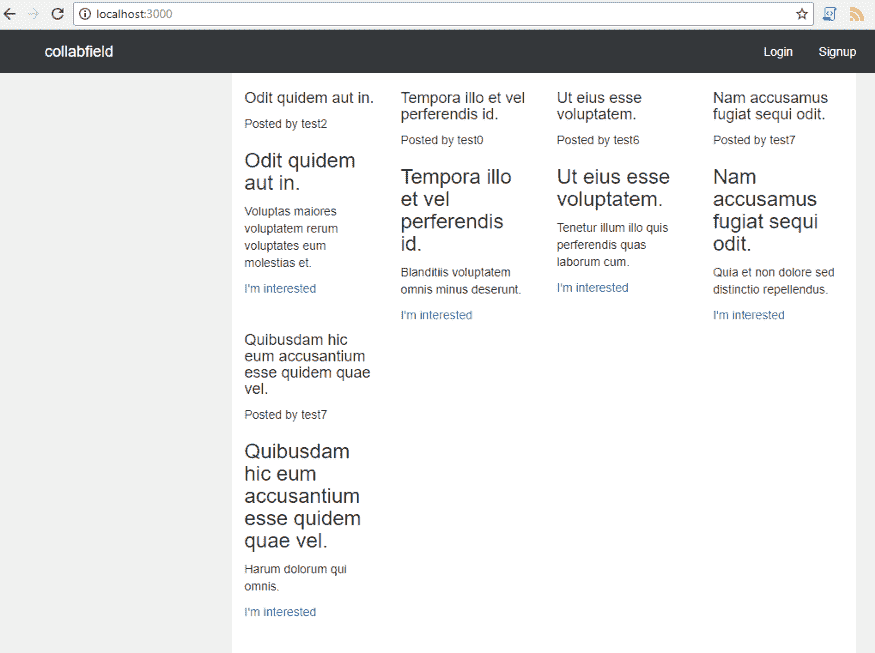 localhost:3000
collabfield
Login
Signup
Odit quidem aut in.
Posted by test2
Odit quidem
aut in.
Voluptas maiores
voluptatem rerum
voluptates eum
molestias et.
I'm interested
Tempora illo et vel
perferendis id.
Posted by test0
Tempora illo
et vel
perferendis
id.
Blanditiis voluptatem
omnis minus deserunt.
I'm interested
Ut eius esse
voluptatem.
Posted by test6
Ut eius esse
voluptatem.
Tenetur illum illo quis
perferendis quas
laborum cum.
I'm interested
Nam accusamus
fugiat sequi odit.
Posted by test7
Nam
accusamus
fugiat sequi
odit.
Quia et non dolore sed
distinctio repellendus.
I'm interested
Quibusdam hic
eum accusantium
esse quidem quae
vel.
Posted by test7
Quibusdam
hic eum
accusantium
esse quidem
quae vel.
Harum dolorum qui
omnis.
I'm interested